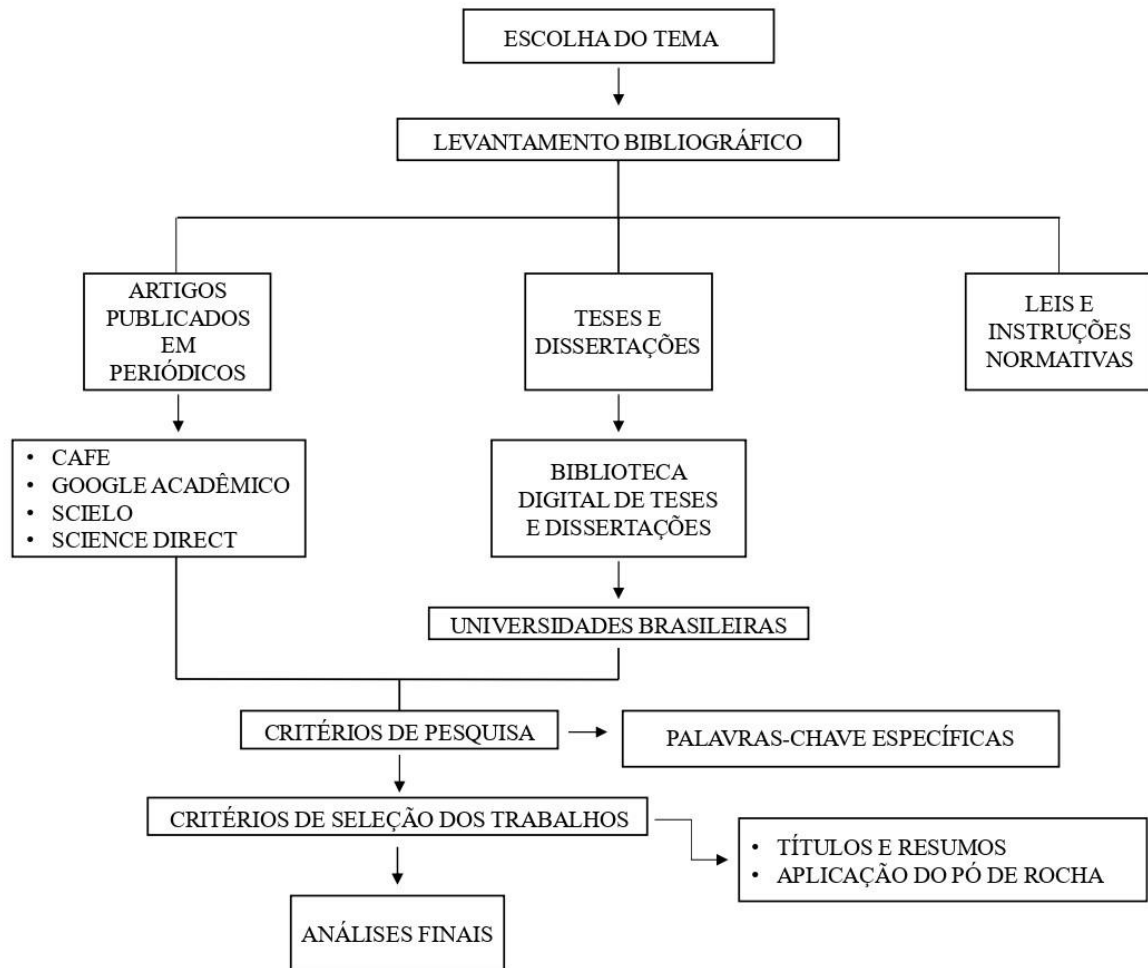 ESCOLHA DO TEMA
LEVANTAMENTO BIBLIOGRÁFICO
ARTIGOS
PUBLICADOS
EM
PERIÓDICOS
TESES E
DISSERTAÇÕES
LEIS E
INSTRUÇÕES
NORMATIVAS
• CAFE
• GOOGLE ACADÊMICO
• SCIELO
• SCIENCE DIRECT
BIBLIOTECA
DIGITAL DE TESES
E DISSERTAÇÕES
UNIVERSIDADES BRASILEIRAS
CRITÉRIOS DE PESQUISA
PALAVRAS-CHAVE ESPECÍFICAS
CRITÉRIOS DE SELEÇÃO DOS TRABALHOS
• TÍTULOS E RESUMOS
• APLICAÇÃO DO PÓ DE ROCHA
ANÁLISES FINAIS